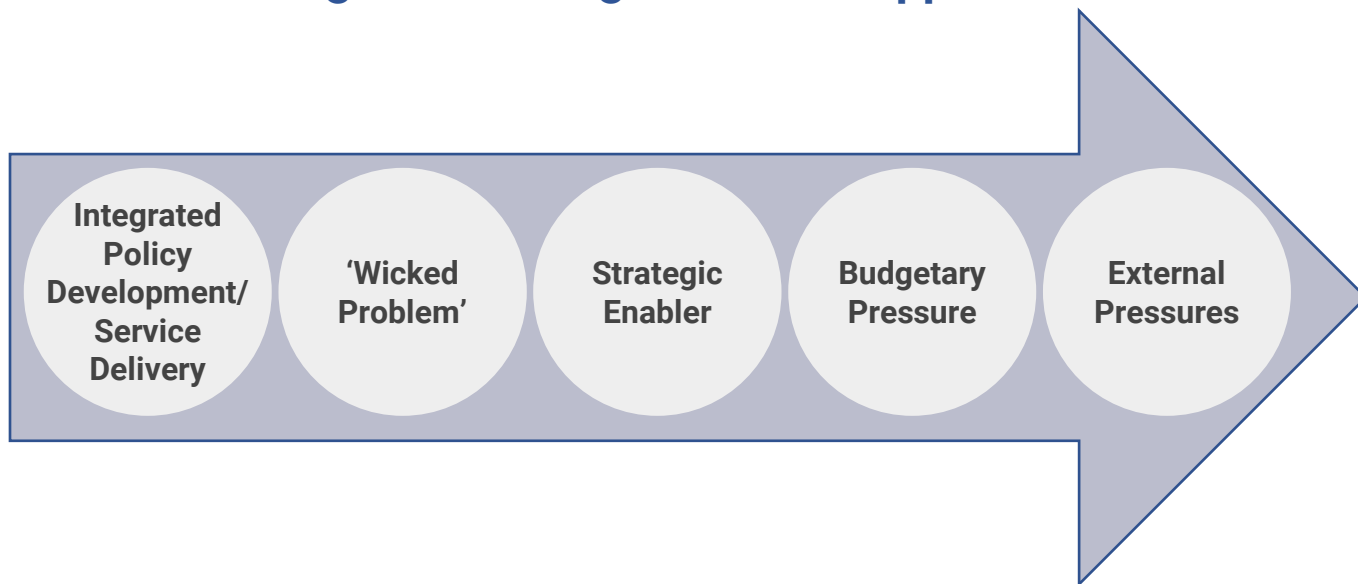 Integrated
Policy
Development/
Service
Delivery
‘Wicked
Problem’
Strategic
Enabler
Budgetary
Pressure
External
Pressures